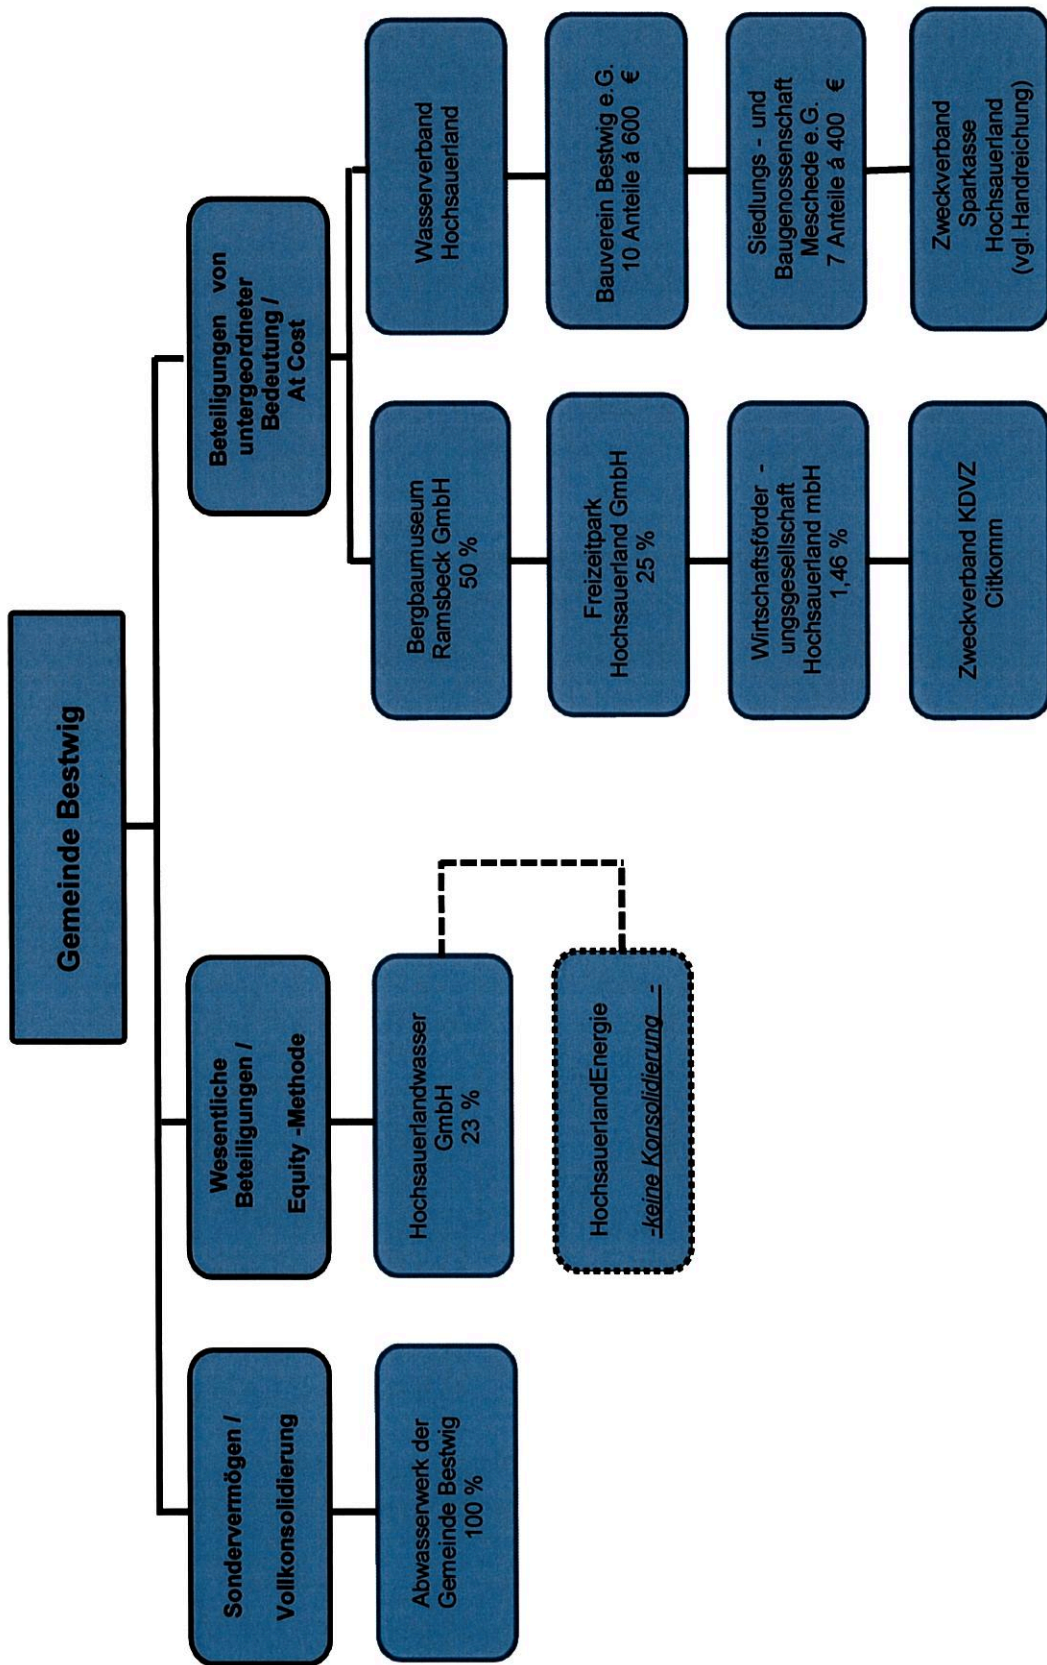 Gemeinde Bestwig
Sondervermögen /
Vollkonsolidierung
Abwasserwerk der
Gemeinde Bestwig
100 %
Wesentliche
Beteiligungen /
Equity -Methode
Hochsauerlandwasser
GmbH
23 %
HochsauerlandEnergie
-keine Konsolidierung -
Beteiligungen von
untergeordneter
Bedeutung /
At Cost
Bergbaumuseum
Ramsbeck GmbH
50 %
Freizeitpark
Hochsauerland GmbH
25 %
Wirtschaftsförder -
ungsgesellschaft
Hochsauerland mbH
1,46 %
Zweckverband KDVZ
Citkomm
Wasserverband
Hochsauerland
Bauverein Bestwig e.G.
10 Anteile á 600 €
Siedlungs - und
Baugenossenschaft
Meschede e.G.
7 Anteile á 400 €
Zweckverband
Sparkasse
Hochsauerland
(vgl.Handreichung)